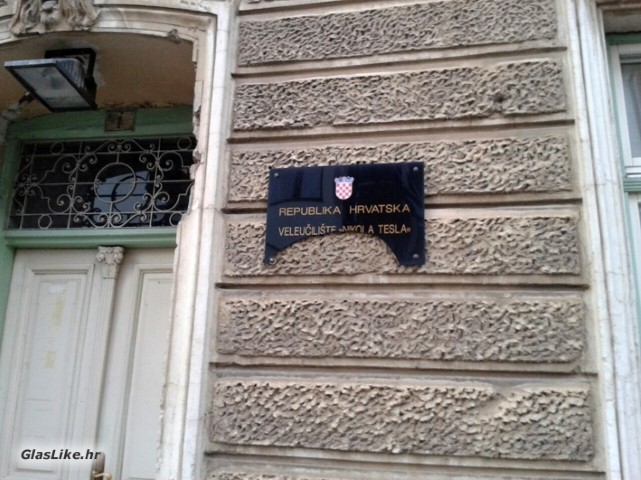 REPUBLIKA HRVATSKA
VELEUČILIŠTE »NIKOLA TESLA«
GlasLike.hr